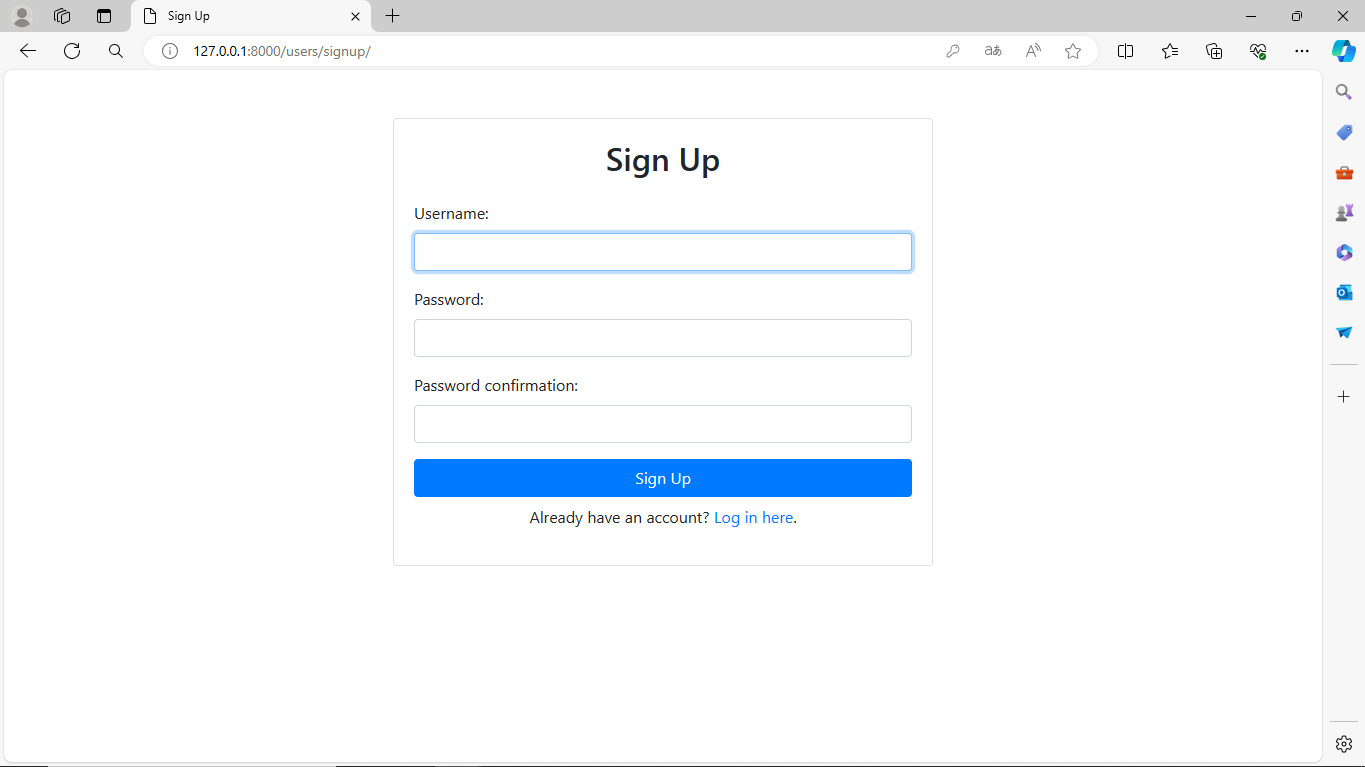 Sign Up
127.0.0.1:8000/users/signup/
Sign Up
Username:
Password:
Password confirmation:
Sign Up
Already have an account? Log in here.